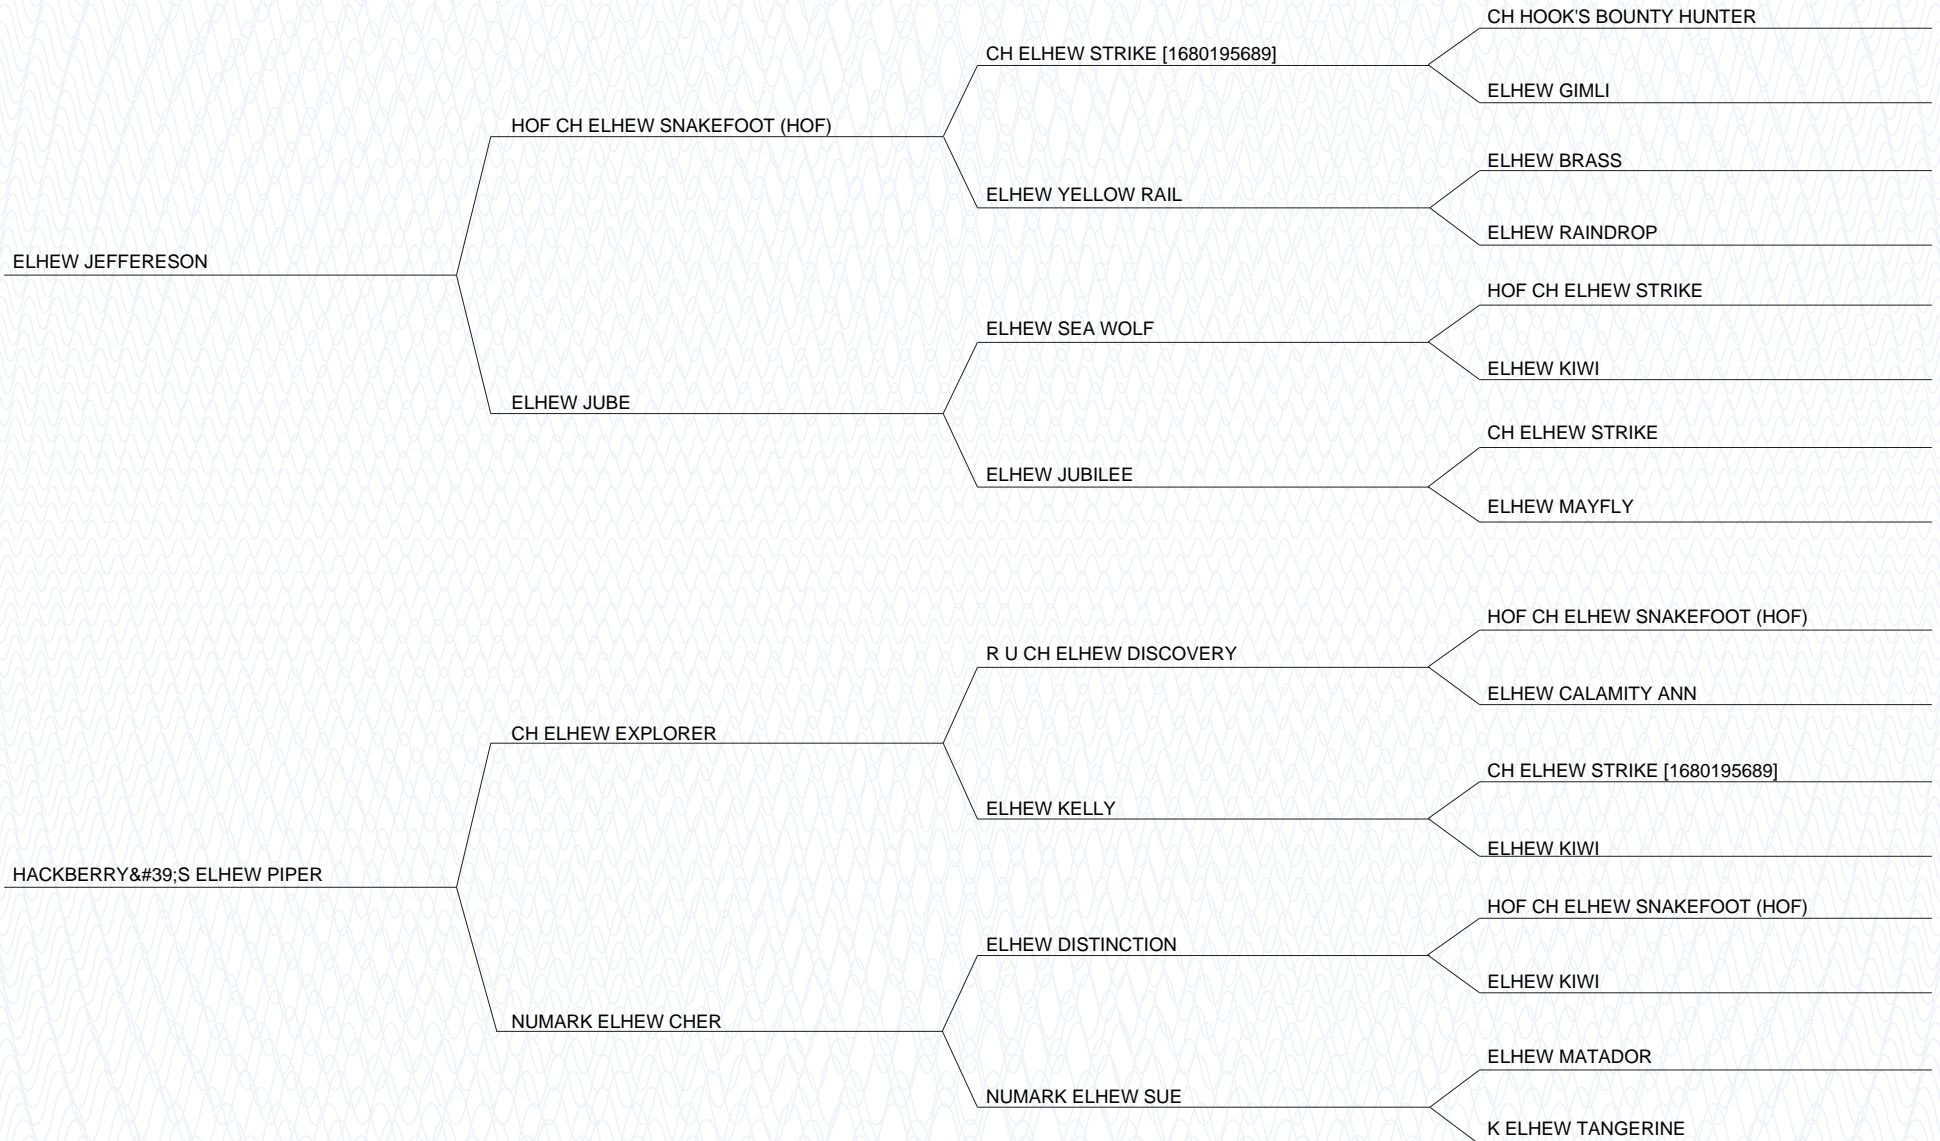 CH HOOK'S BOUNTY HUNTER
CH ELHEW STRIKE [1680195689]
ELHEW GIMLI
HOF CH ELHEW SNAKEFOOT (HOF)
ELHEW BRASS
ELHEW YELLOW RAIL
ELHEW RAINDROP
ELHEW JEFFERESON
HOF CH ELHEW STRIKE
ELHEW SEA WOLF
ELHEW KIWI
ELHEW JUBE
CH ELHEW STRIKE
ELHEW JUBILEE
ELHEW MAYFLY
HOF CH ELHEW SNAKEFOOT (HOF)
R U CH ELHEW DISCOVERY
ELHEW CALAMITY ANN
CH ELHEW EXPLORER
CH ELHEW STRIKE [1680195689]
ELHEW KELLY
ELHEW KIWI
HACKBERRY&#39;S ELHEW PIPER
HOF CH ELHEW SNAKEFOOT (HOF)
ELHEW DISTINCTION
ELHEW KIWI
NUMARK ELHEW CHER
ELHEW MATADOR
NUMARK ELHEW SUE
K ELHEW TANGERINE